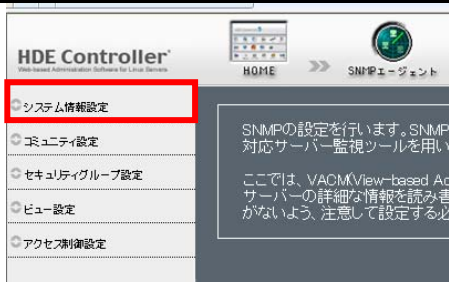 HDE Controller
Web-based Administration Software for Linux Servers
HOME
SNMPエージェント
システム情報設定
コミュニティ設定
セキュリティグループ設定
ビュー設定
アクセス制御設定
SNMPの設定を行います。SNMP
対応サーバー監視ツールを用い
ここでは、VACM(View-based Ac
サーバーの詳細な情報を読み書
がないよう、注意して設定する必